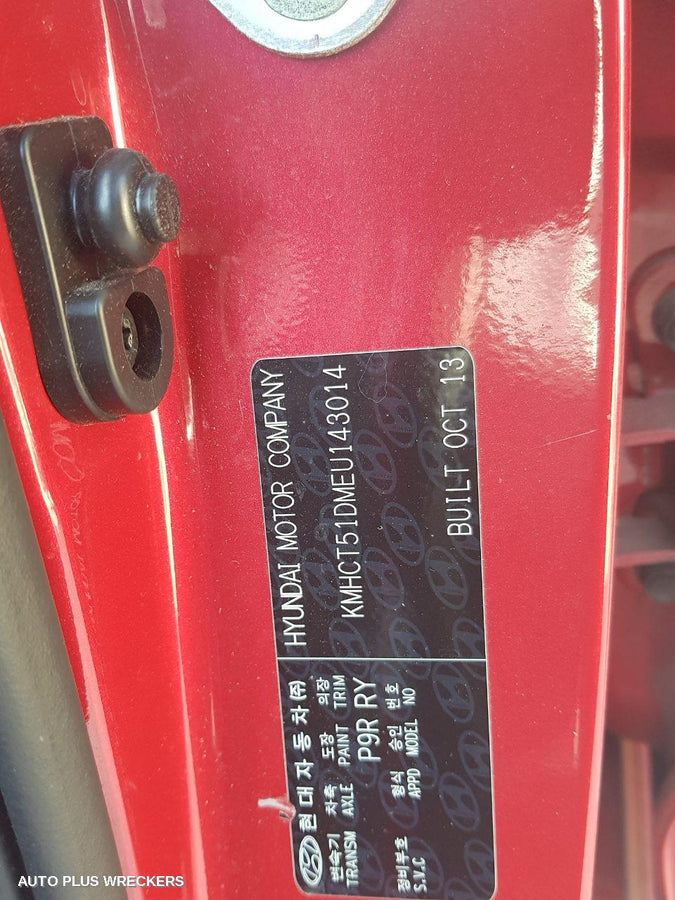 현대자동차(주) HYUNDAI MOTOR COMPANY
변속기 차축 도장 의장
TRANSM AXLE PAINT TRIM
KMHCT51DMEU143014
P9R RY
정비부호 형식 승인 번호
S.V.C APPD MODEL NO
BUILT OCT 13
AUTO PLUS WRECKERS